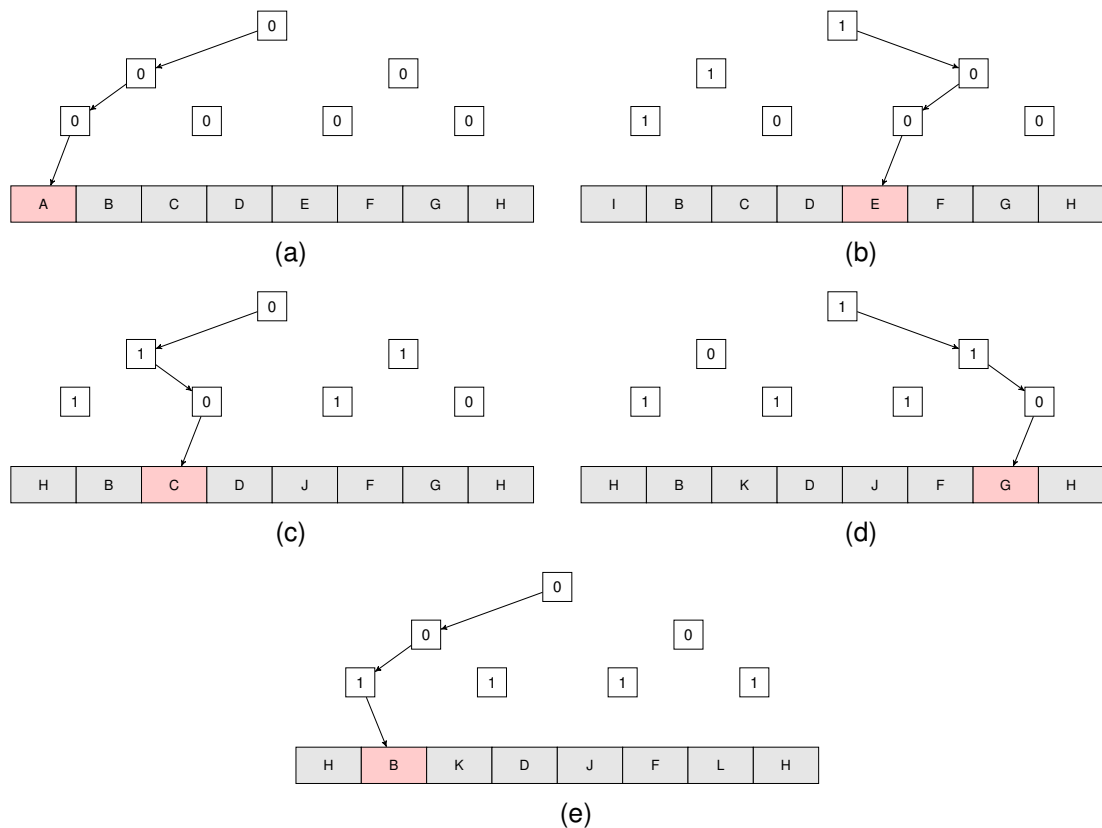 0 1
0 0 1 0
0 0 0 0 1 0 0 0
A B C D E F G H I B C D E F G H
(a) (b)
0 1
1 1 0 1
1 0 1 0 1 1 1 0
H B C D J F G H H B K D J F G H
(c) (d)
0
0 0
1 1 1 1
H B K D J F L H
(e)